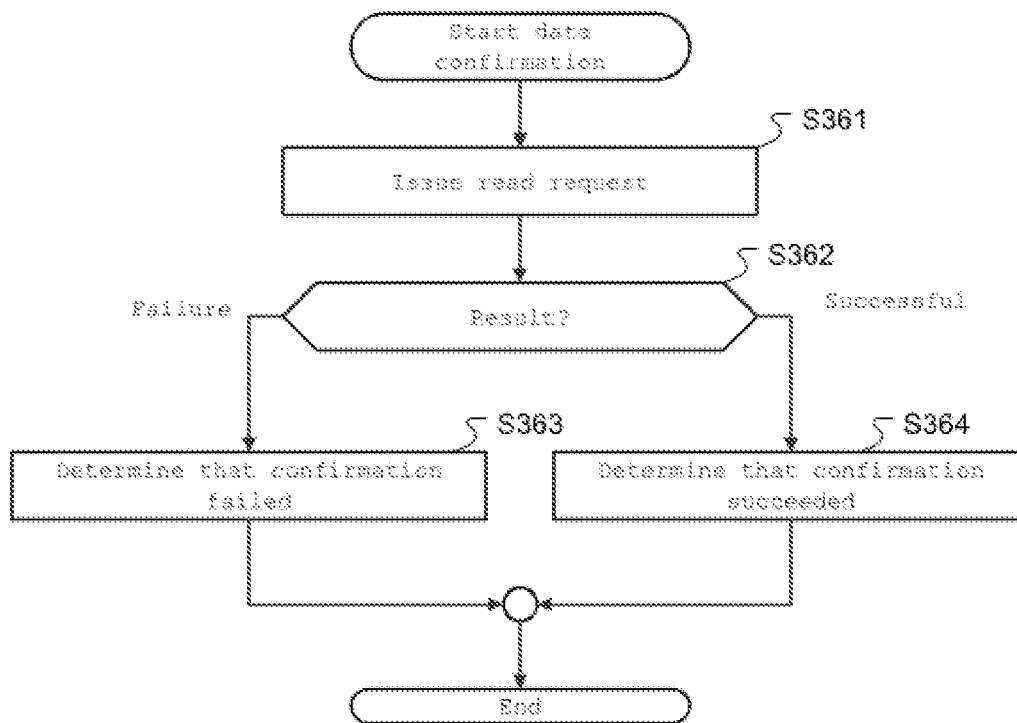 Start data
confirmation
S361
Issue read request
S362
Failure
Result?
Successful
S363
S364
Determine that confirmation
failed
Determine that confirmation
succeeded
End